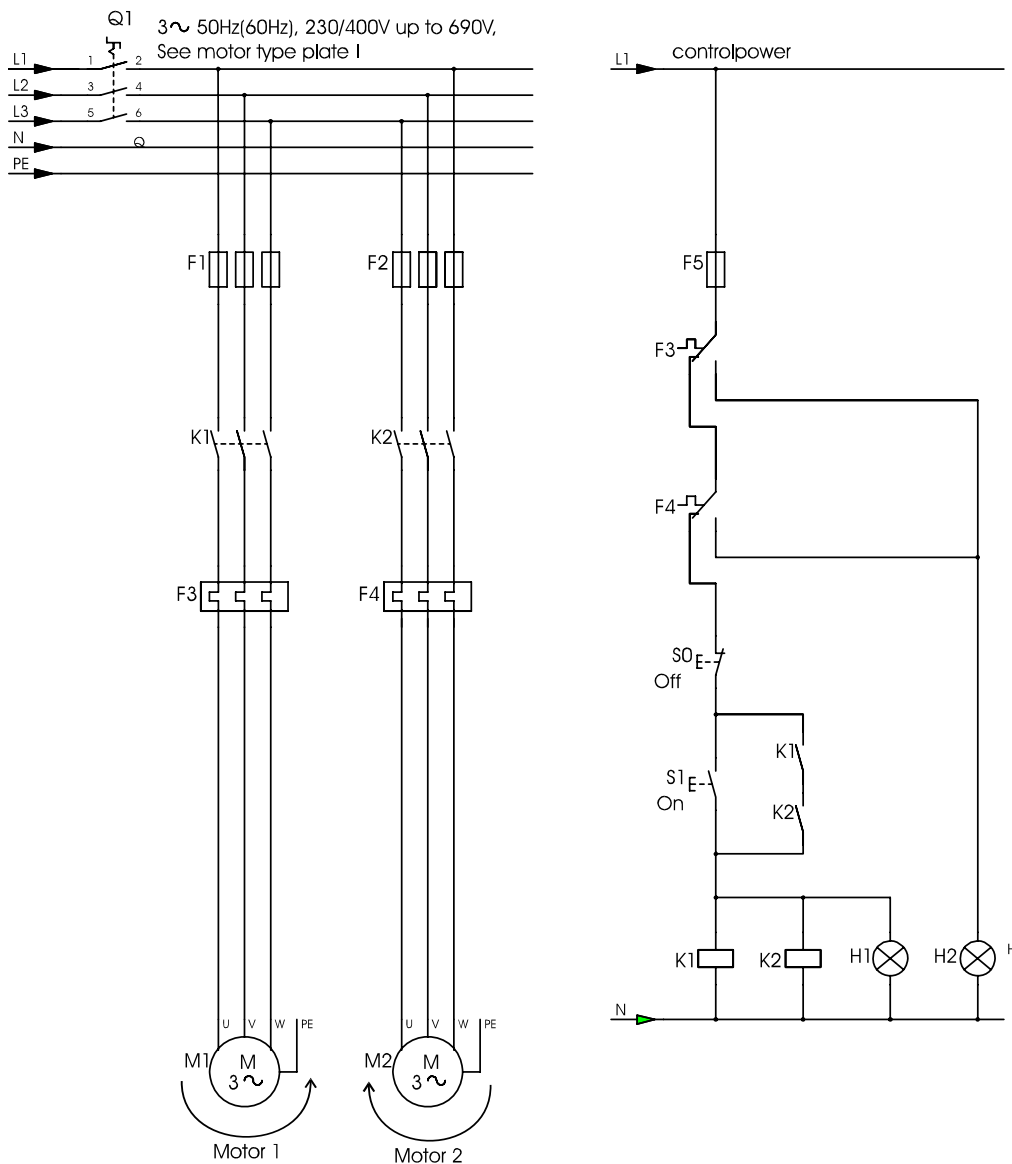 Q1
3~ 50Hz(60Hz), 230/400V up to 690V,
See motor type plate I
L1
1
2
L2
3
4
L3
5
6
N
Q
PE
F1
F2
K1
K2
F3
F4
U
V
W
PE
U
V
W
PE
M1
M
3~
M2
M
3~
Motor 1
Motor 2
L1
controlpower
F5
F3
F4
S0
E
Off
K1
S1
E
On
K2
K1
K2
H1
H2
H
N